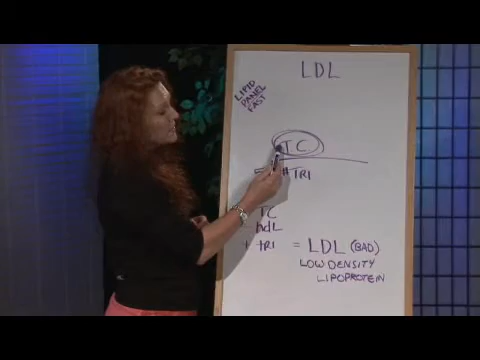 LDL
LIPID
PANEL
FAST
TC
TRI
TC
hdL
+ tRI = LDL (BAD)
LOW DENSITY
LIPOPROTEIN